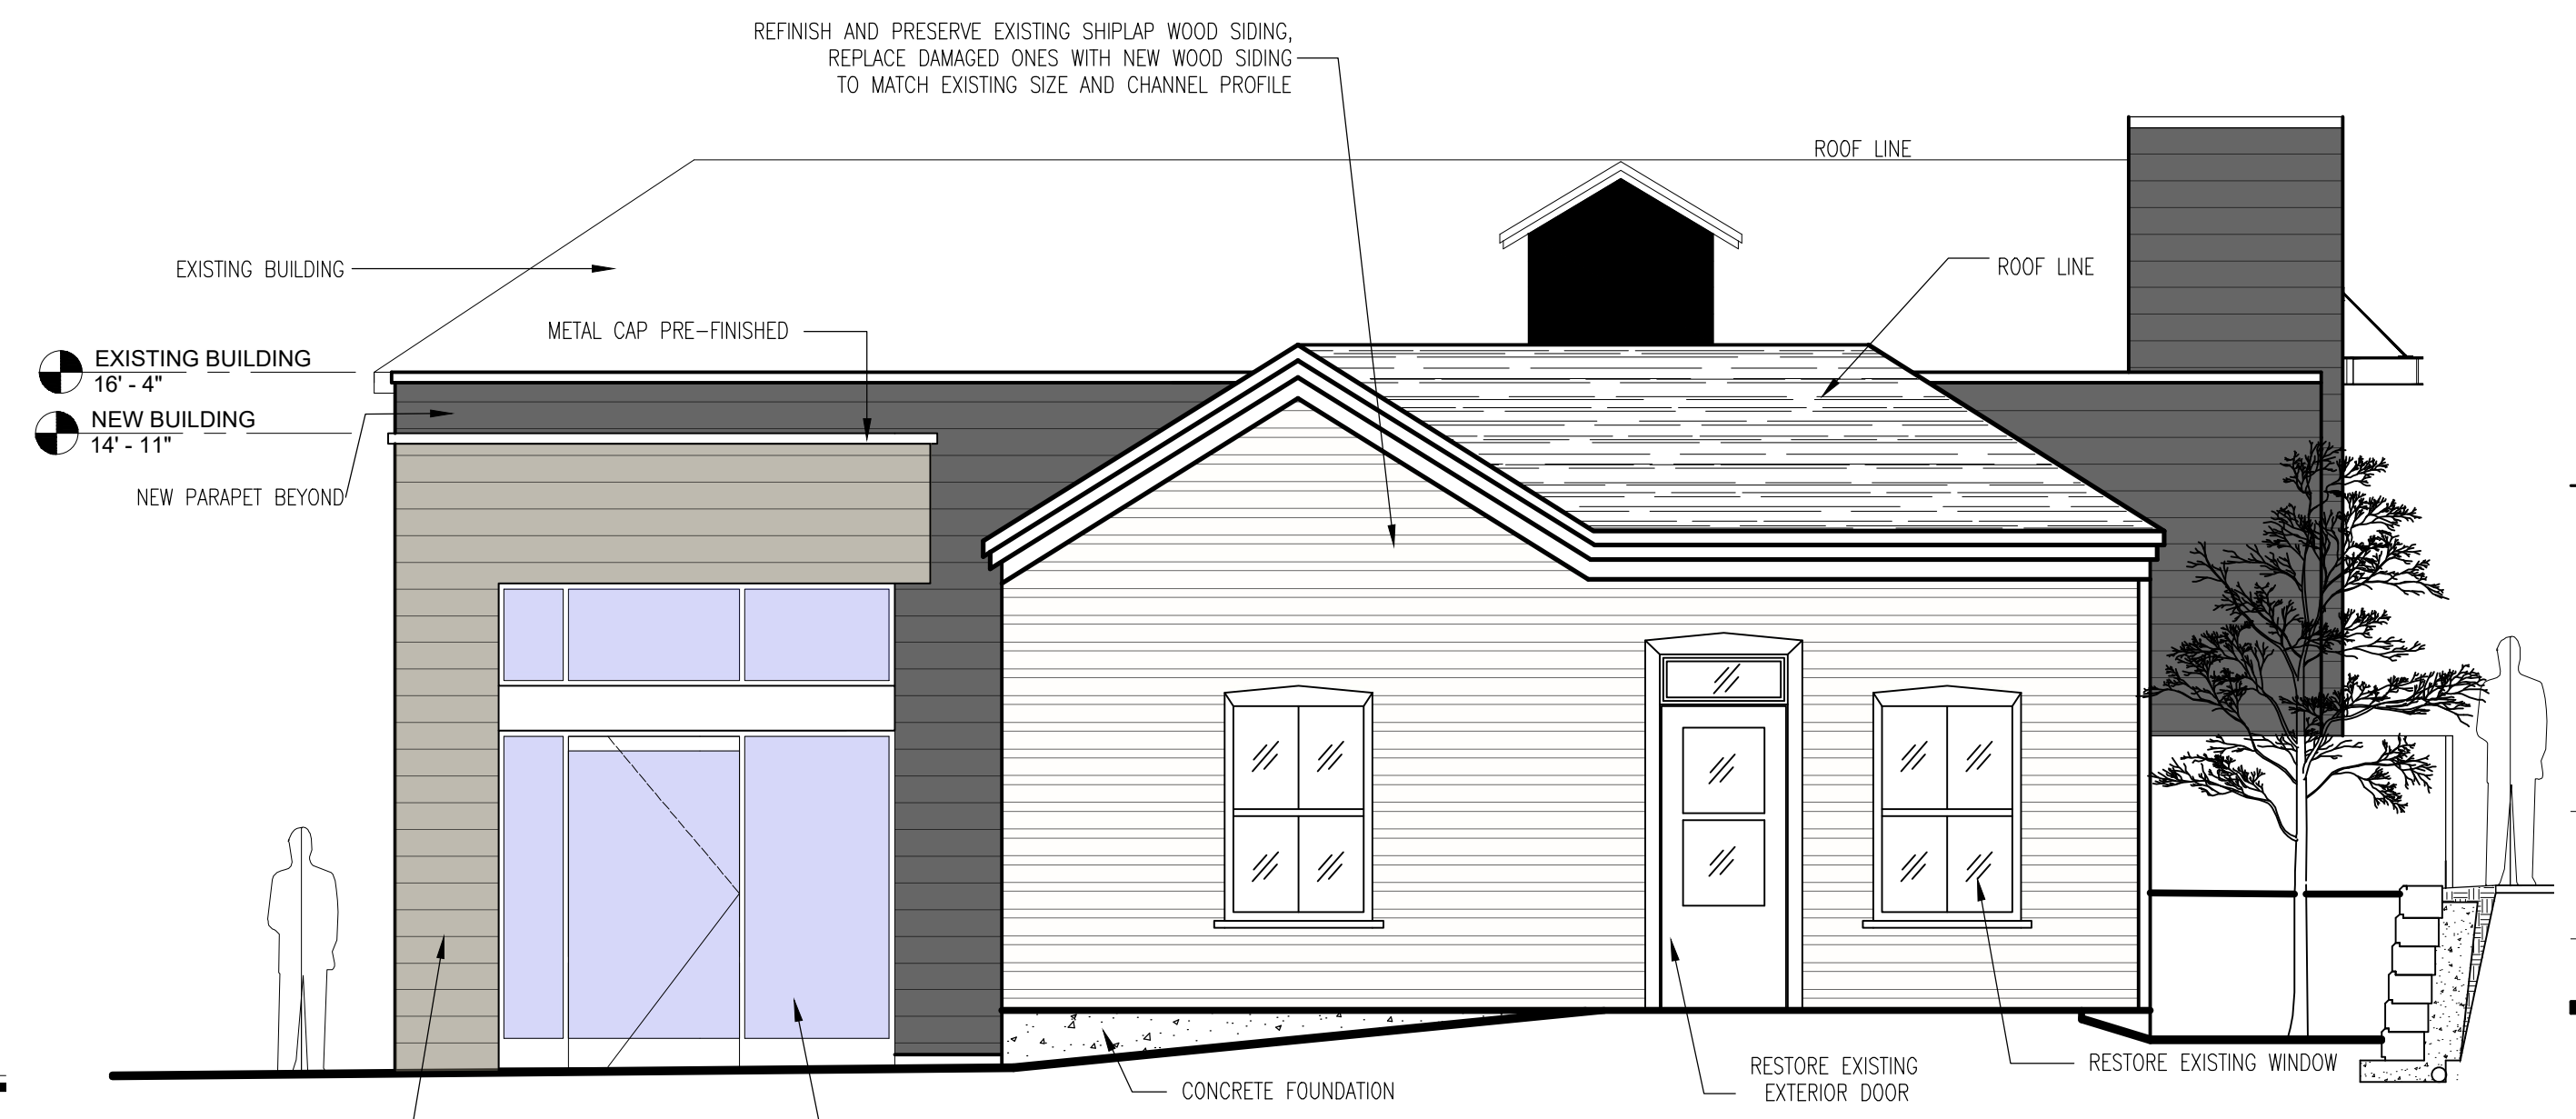 REFINISH AND PRESERVE EXISTING SHIPLAP WOOD SIDING,
REPLACE DAMAGED ONES WITH NEW WOOD SIDING
TO MATCH EXISTING SIZE AND CHANNEL PROFILE
ROOF LINE
EXISTING BUILDING
ROOF LINE
METAL CAP PRE-FINISHED
EXISTING BUILDING
16' - 4"
NEW BUILDING
14' - 11"
NEW PARAPET BEYOND
CONCRETE FOUNDATION
RESTORE EXISTING
EXTERIOR DOOR
RESTORE EXISTING WINDOW